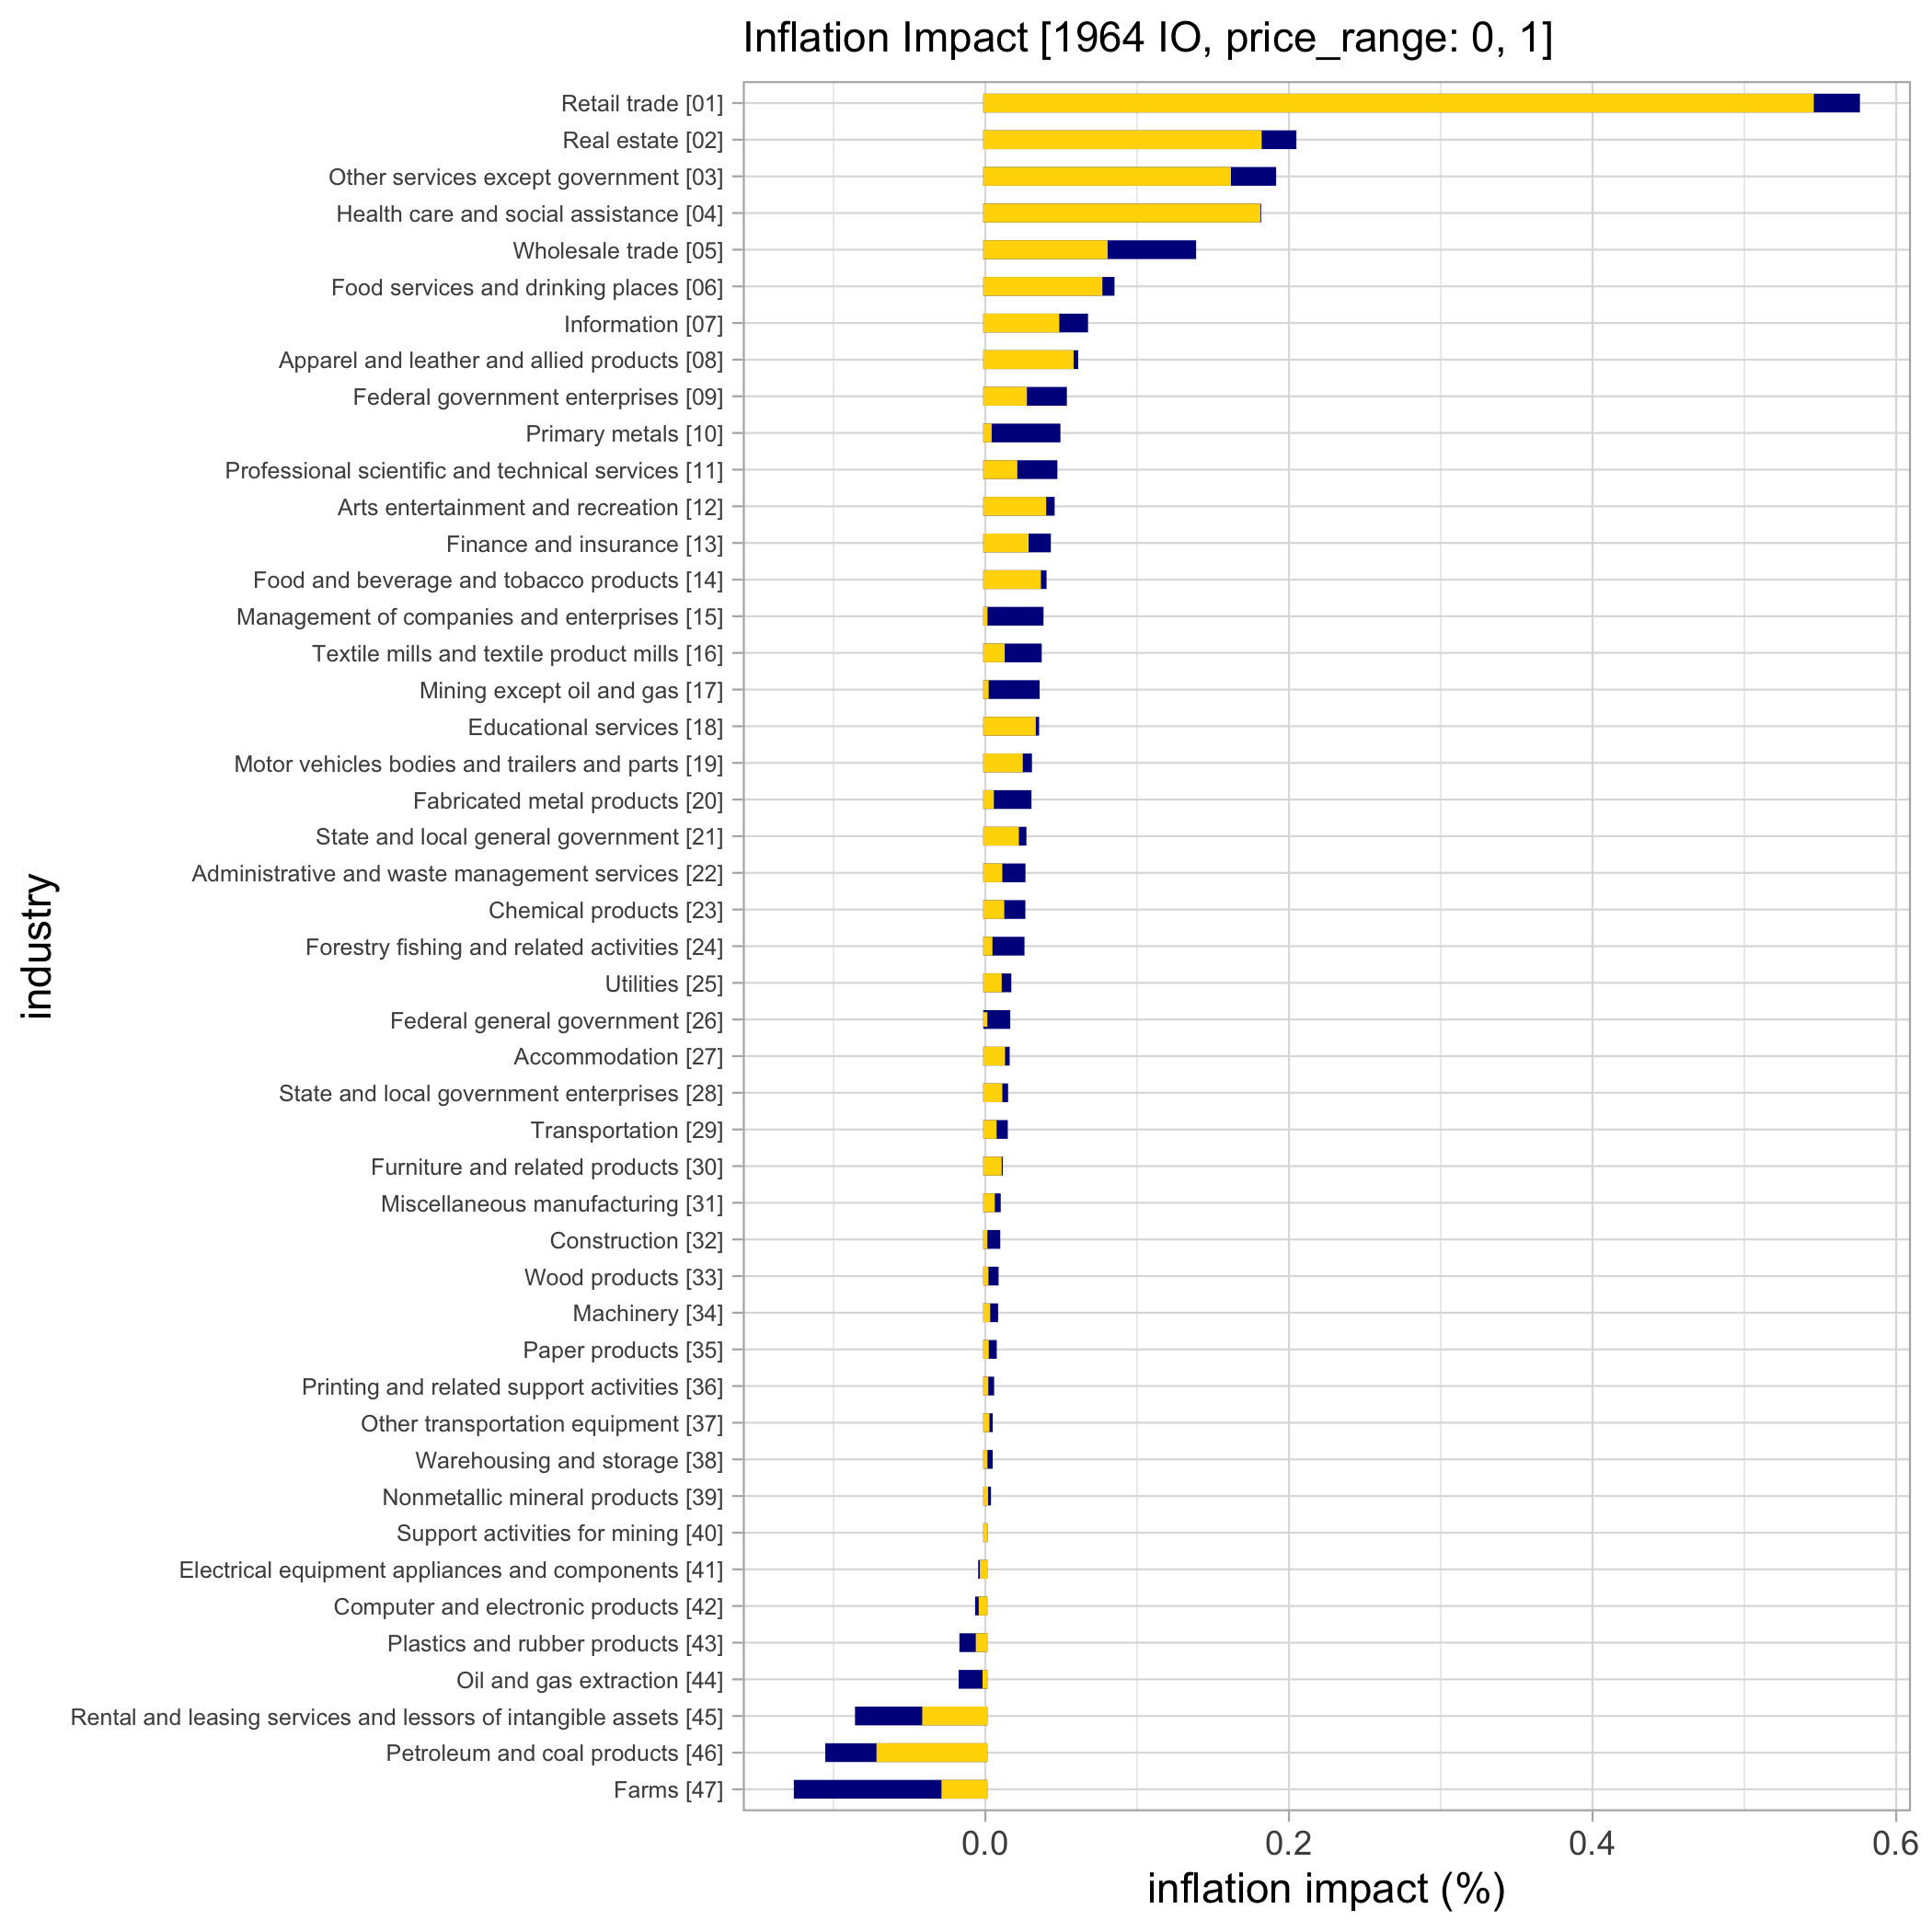 Inflation Impact [1964 IO, price_range: 0, 1]
Retail trade [01]
Real estate [02]
Other services except government [03]
Health care and social assistance [04]
Wholesale trade [05]
Food services and drinking places [06]
Information [07]
Apparel and leather and allied products [08]
Federal government enterprises [09]
Primary metals [10]
Professional scientific and technical services [11]
Arts entertainment and recreation [12]
Finance and insurance [13]
Food and beverage and tobacco products [14]
Management of companies and enterprises [15]
Textile mills and textile product mills [16]
Mining except oil and gas [17]
Educational services [18]
Motor vehicles bodies and trailers and parts [19]
Fabricated metal products [20]
State and local general government [21]
Administrative and waste management services [22]
Chemical products [23]
Forestry fishing and related activities [24]
Utilities [25]
Federal general government [26]
Accommodation [27]
State and local government enterprises [28]
Transportation [29]
Furniture and related products [30]
Miscellaneous manufacturing [31]
Construction [32]
Wood products [33]
Machinery [34]
Paper products [35]
Printing and related support activities [36]
Other transportation equipment [37]
Warehousing and storage [38]
Nonmetallic mineral products [39]
Support activities for mining [40]
Electrical equipment appliances and components [41]
Computer and electronic products [42]
Plastics and rubber products [43]
Oil and gas extraction [44]
Rental and leasing services and lessors of intangible assets [45]
Petroleum and coal products [46]
Farms [47]
industry
0.0 0.2 0.4 0.6
inflation impact (%)